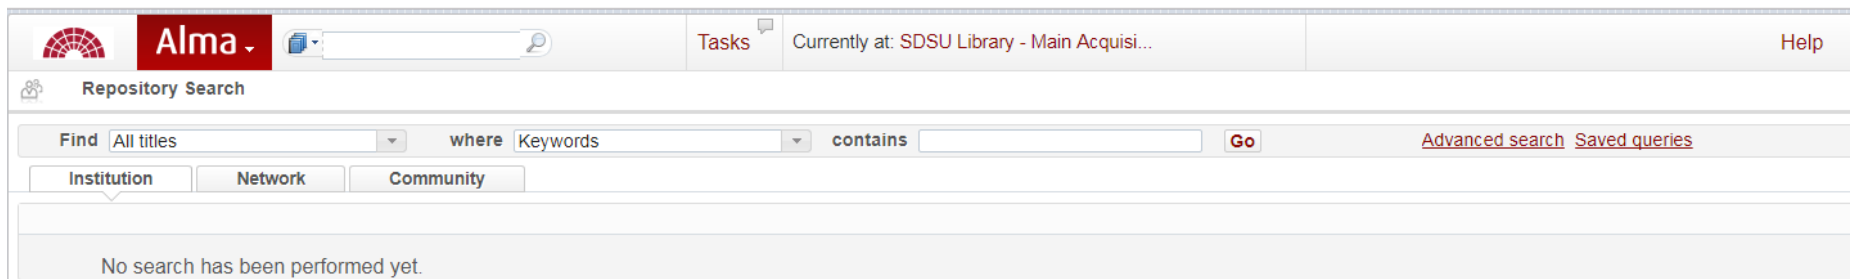 Alma
Tasks
Currently at: SDSU Library - Main Acquisi...
Help
Repository Search
Find All titles where Keywords contains Go Advanced search Saved queries
Institution Network Community
No search has been performed yet.